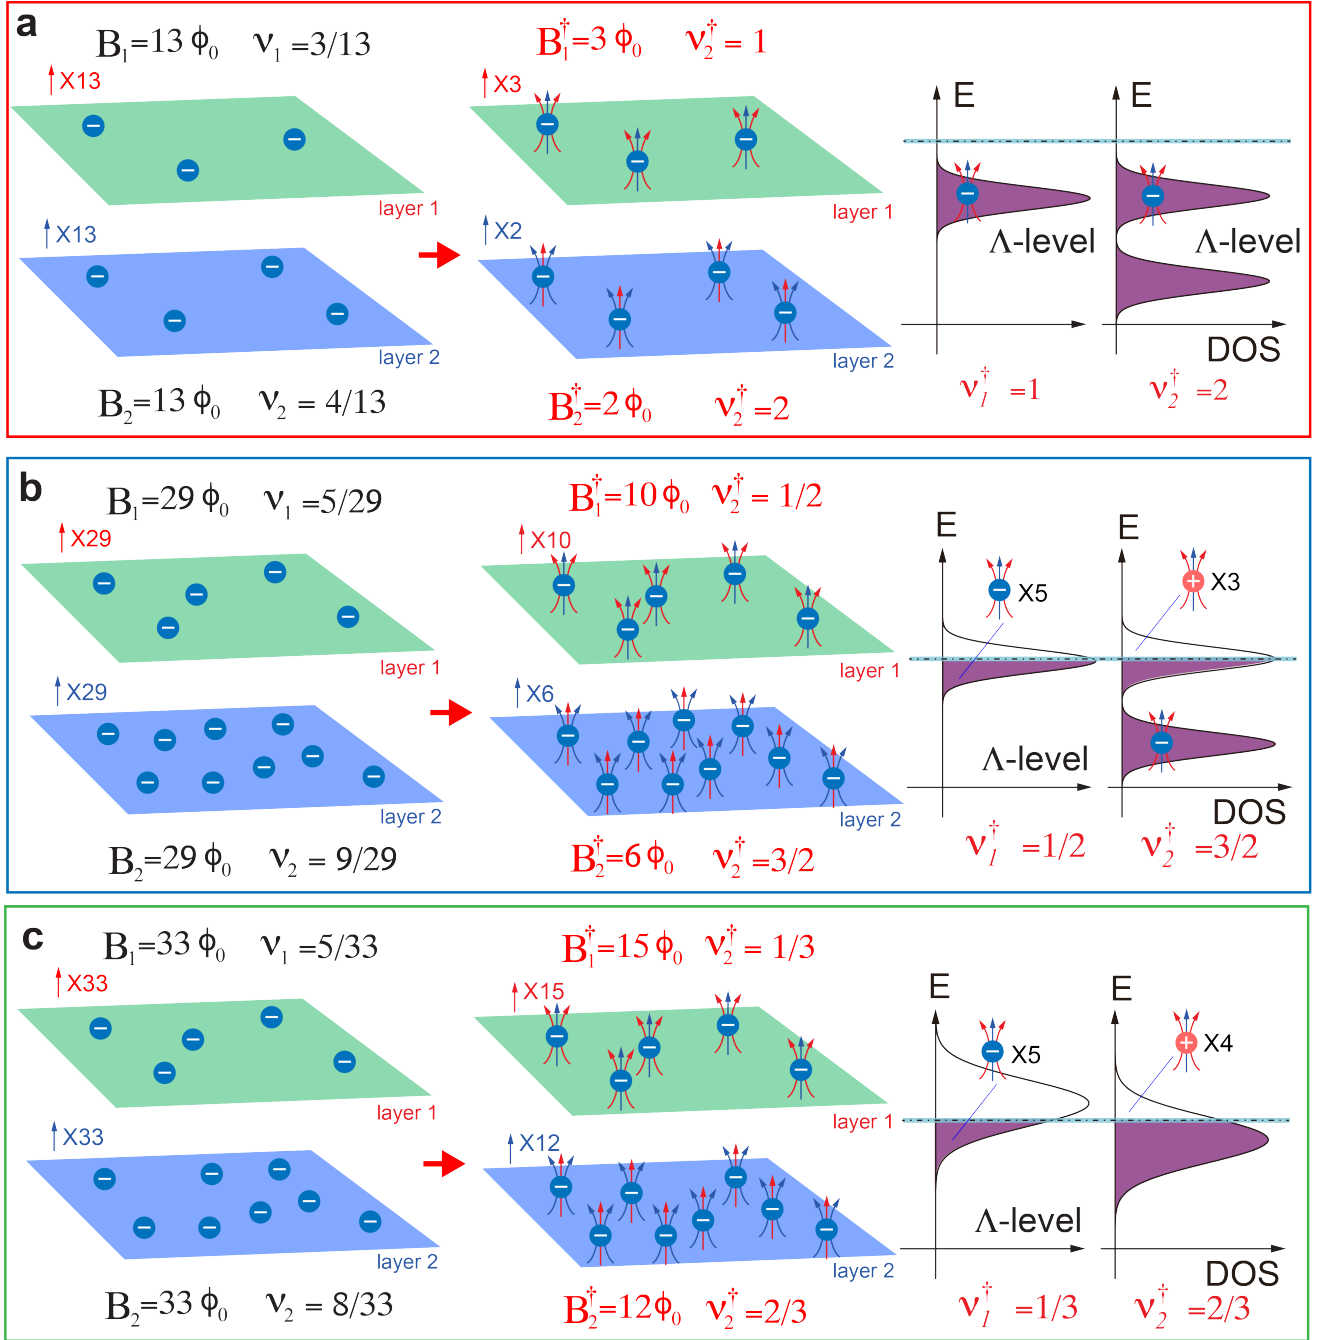 a
B₁=13 ϕ₀ ν₁ =3/13
B₁†=3 ϕ₀ ν₂† = 1
X13
X3
layer 1
layer 1
X13
X2
layer 2
layer 2
B₂=13 ϕ₀ ν₂ = 4/13
B₂†=2 ϕ₀ ν₂†=2
E
E
Λ-level
Λ-level
DOS
ν₁† =1
ν₂† =2
b
B₁=29 ϕ₀ ν₁ =5/29
B₁†=10 ϕ₀ ν₂† = 1/2
X29
X10
layer 1
layer 1
X29
X6
layer 2
layer 2
B₂=29 ϕ₀ ν₂ = 9/29
B₂†=6 ϕ₀ ν₂† =3/2
E
E
X5
X3
Λ-level
DOS
ν₁† =1/2
ν₂† =3/2
c
B₁=33 ϕ₀ ν₁ =5/33
B₁†=15 ϕ₀ ν₂† = 1/3
X33
X15
layer 1
layer 1
X33
X12
layer 2
layer 2
B₂=33 ϕ₀ ν₂ = 8/33
B₂†=12ϕ₀ ν₂† =2/3
E
E
X5
X4
Λ-level
DOS
ν₁† =1/3
ν₂† =2/3